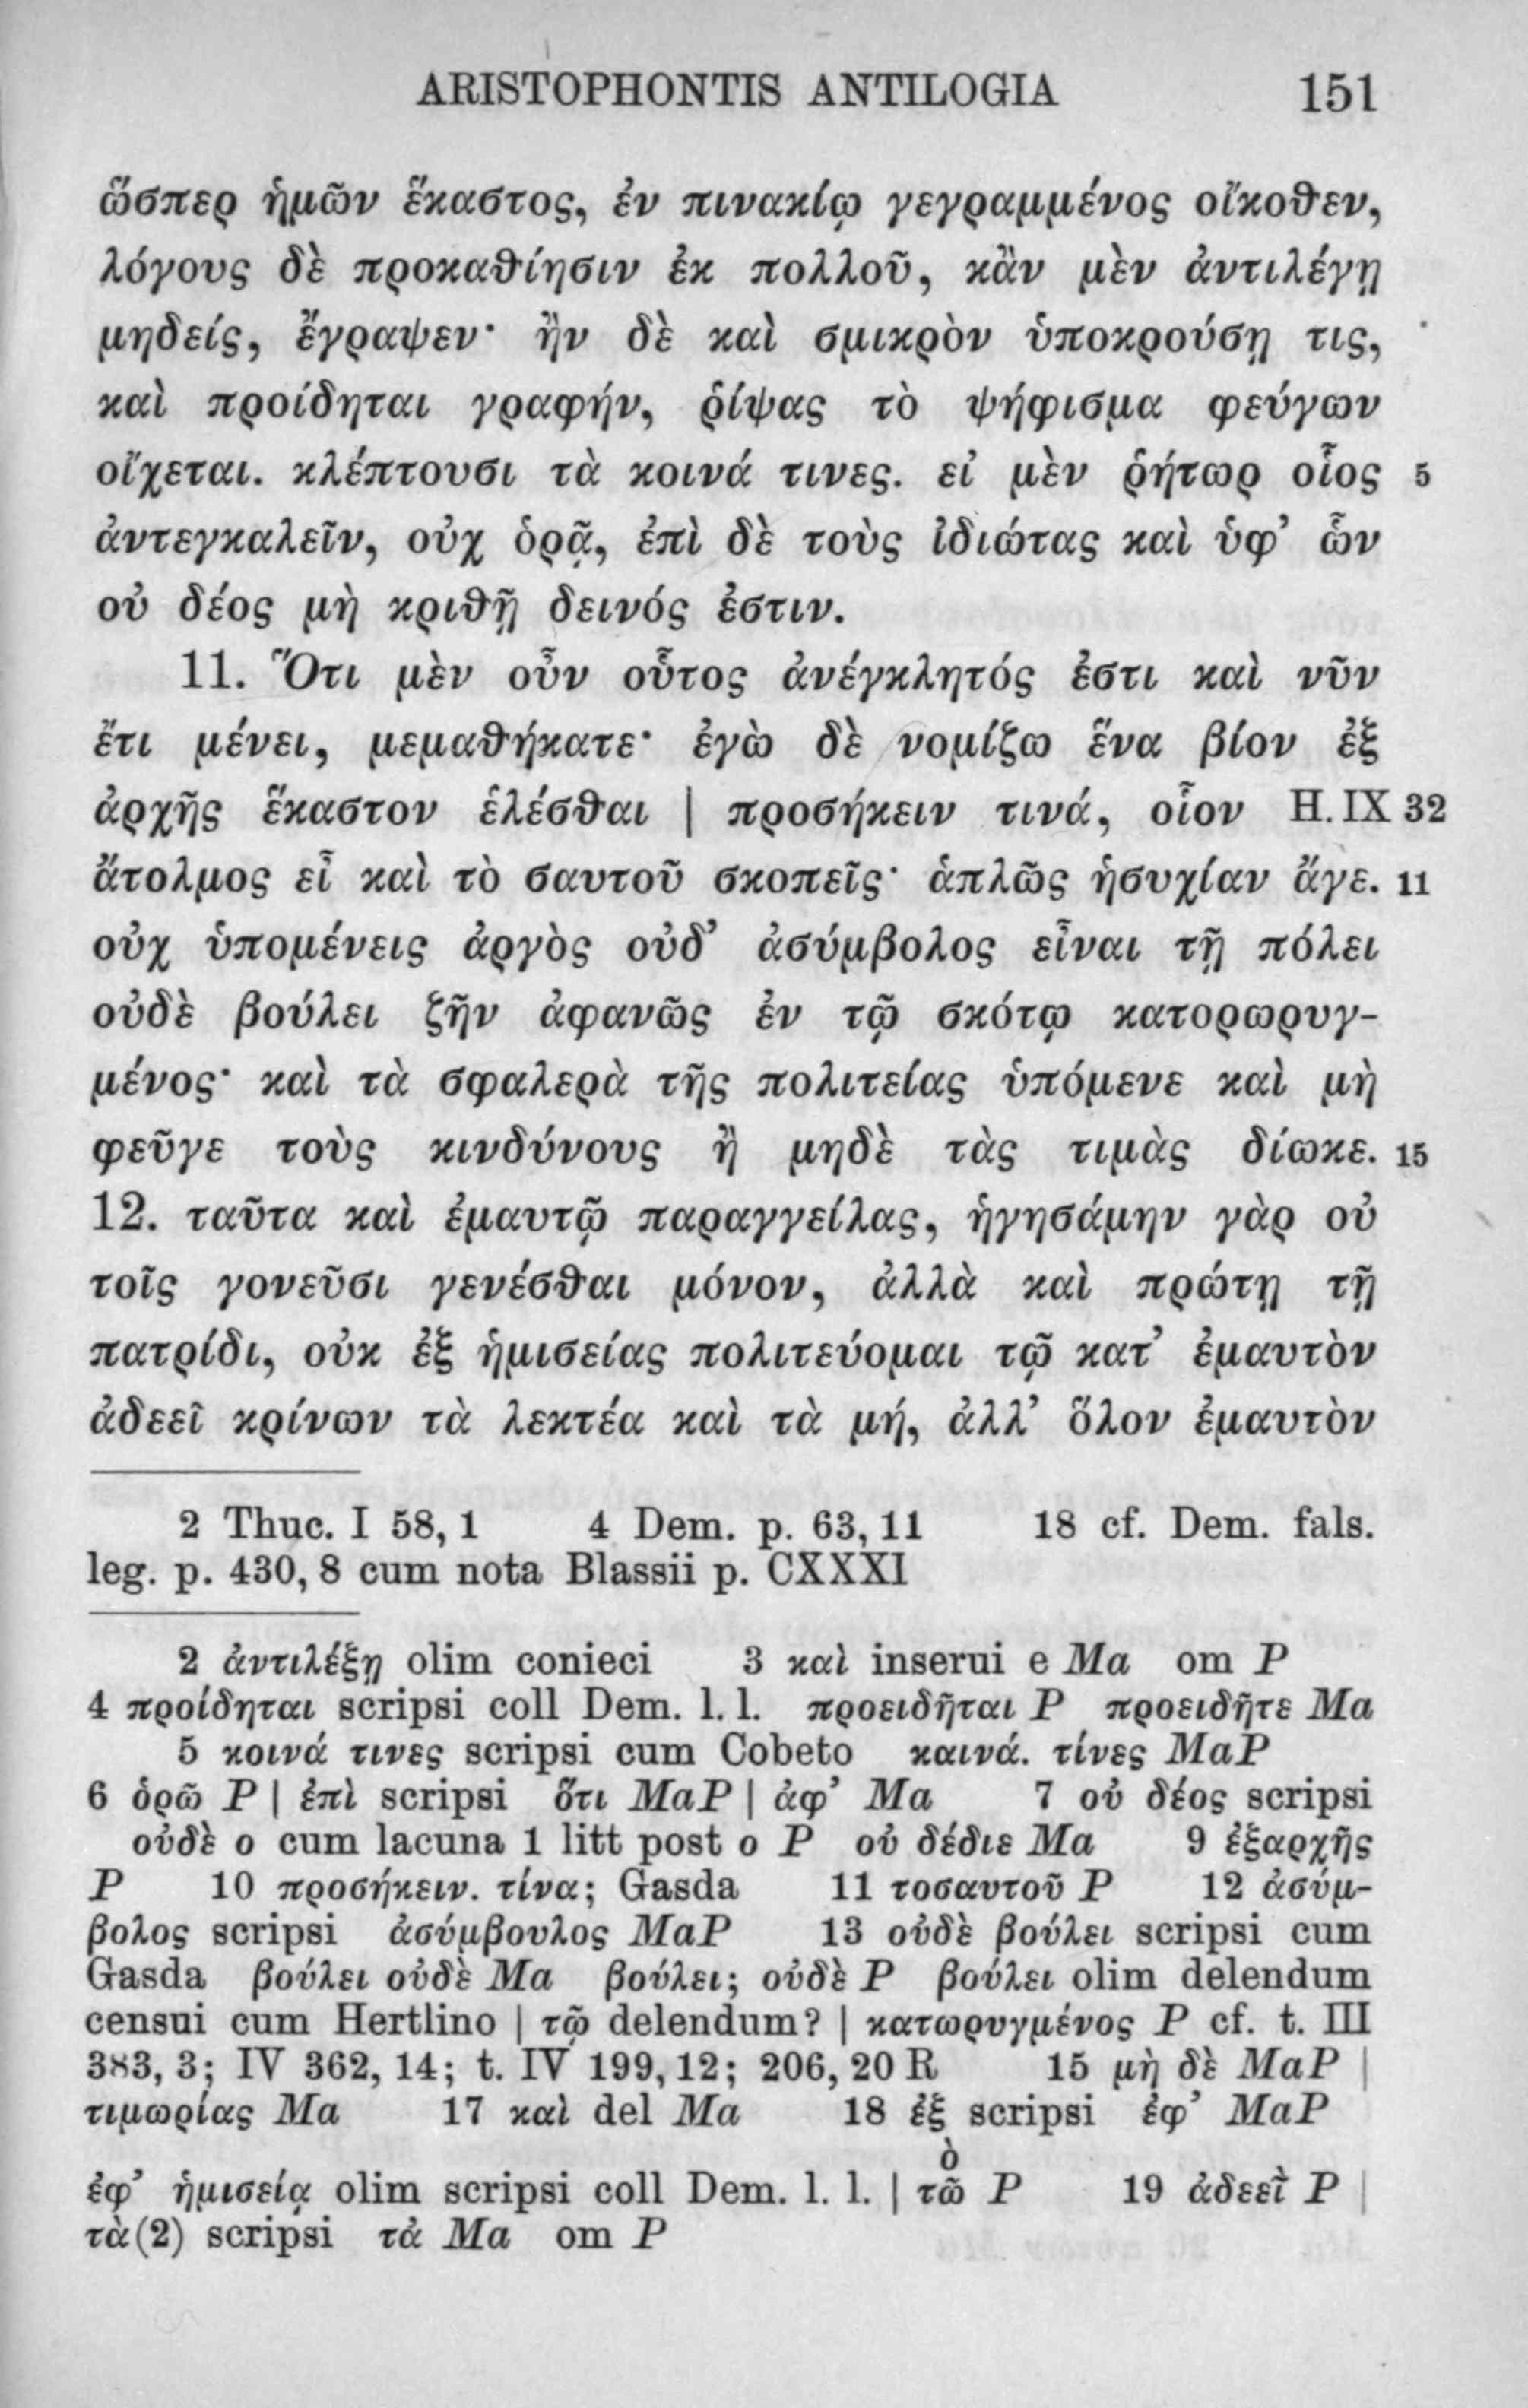 ARISTOPHONTIS ANTILOGIA 151
ὥσπερ ἡμῶν ἕκαστος, ἐν πινακίῳ γεγραμμένος οἴκοθεν,
λόγους δὲ προκαθίησιν ἐκ πολλοῦ, κἂν μὲν ἀντιλέγῃ
μηδείς, ἔγραψεν· ἢν δὲ καὶ σμικρὸν ὑποκρούσῃ τις,
καὶ προίδηται γραφήν, ῥίψας τὸ ψήφισμα φεύγων
οἴχεται. κλέπτουσι τὰ κοινά τινες. εἰ μὲν ῥήτωρ οἷος 5
ἀντεγκαλεῖν, οὐχ ὁρᾷ, ἐπὶ δὲ τοὺς ἰδιώτας καὶ ὑφ’ ὧν
οὐ δέος μὴ κριθῇ δεινός ἐστιν.
11. Ὅτι μὲν οὖν οὗτος ἀνέγκλητός ἐστι καὶ νῦν
ἔτι μένει, μεμαθήκατε· ἐγὼ δὲ νομίζω ἕνα βίον ἐξ
ἀρχῆς ἕκαστον ἑλέσθαι | προσήκειν τινά, οἷον H. IX 32
ἄτολμος εἶ καὶ τὸ σαυτοῦ σκοπεῖς· ἁπλῶς ἡσυχίαν ἄγε. 11
οὐχ ὑπομένεις ἀργὸς οὐδ’ ἀσύμβολος εἶναι τῇ πόλει
οὐδὲ βούλει ζῆν ἀφανῶς ἐν τῷ σκότῳ κατορωρυγ-
μένος· καὶ τὰ σφαλερὰ τῆς πολιτείας ὑπόμενε καὶ μὴ
φεῦγε τοὺς κινδύνους ἢ μηδὲ τὰς τιμὰς δίωκε. 15
12. ταῦτα καὶ ἐμαυτῷ παραγγείλας, ἡγησάμην γὰρ οὐ
τοῖς γονεῦσι γενέσθαι μόνον, ἀλλὰ καὶ πρώτῃ τῇ
πατρίδι, οὐκ ἐξ ἡμισείας πολιτεύομαι τῷ κατ’ ἐμαυτὸν
ἀδεεῖ κρίνων τὰ λεκτέα καὶ τὰ μή, ἀλλ’ ὅλον ἐμαυτὸν
2 Thuc. I 58, 1 4 Dem. p. 63, 11 18 cf. Dem. fals.
leg. p. 430, 8 cum nota Blassii p. CXXXI
2 ἀντιλέξῃ olim conieci 3 καὶ inserui e Ma om P
4 προίδηται scripsi coll Dem. l. l. προειδῆται P προειδῆτε Ma
5 κοινά τινες scripsi cum Cobeto καινά. τίνες MaP
6 ὁρῶ P | ἐπὶ scripsi ὅτι MaP | ἀφ’ Ma 7 οὐ δέος scripsi
οὐδὲ ο cum lacuna 1 litt post ο P οὐ δέδιε Ma 9 ἐξαρχῆς
P 10 προσήκειν. τίνα; Gasda 11 τοσαυτοῦ P 12 ἀσύμ-
βολος scripsi ἀσύμβουλος MaP 13 οὐδὲ βούλει scripsi cum
Gasda βούλει οὐδὲ Ma βούλει; οὐδὲ P βούλει olim delendum
censui cum Hertlino | τῷ delendum? | κατωρυγμένος P cf. t. III
383, 3; IV 362, 14; t. IV 199, 12; 206, 20 R 15 μὴ δὲ MaP |
τιμωρίας Ma 17 καὶ del Ma 18 ἐξ scripsi ἐφ’ MaP
ὸ
ἐφ’ ἡμισείᾳ olim scripsi coll Dem. l. l. | τῶ P 19 ἀδεεῖ P |
τὰ (2) scripsi τἀ Ma om P